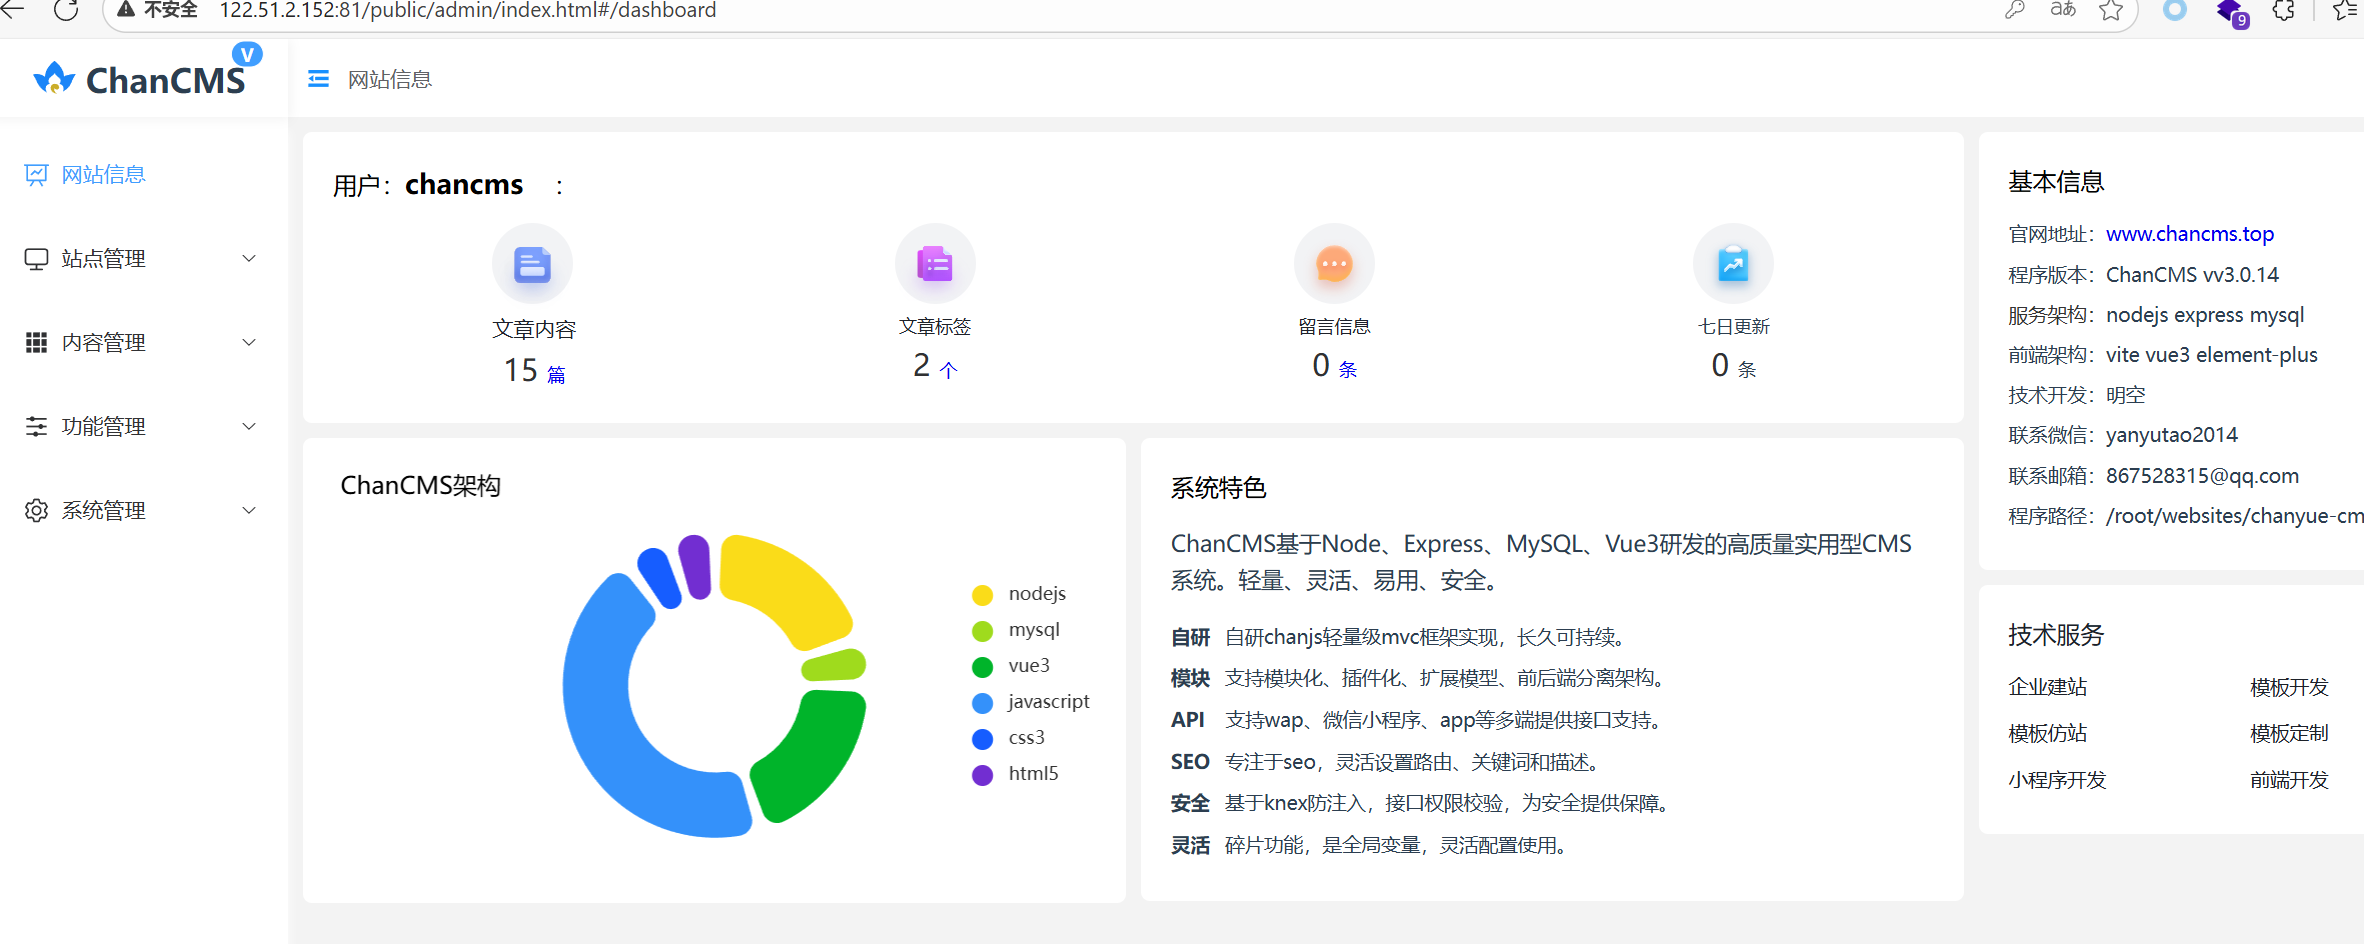 不安全 122.51.2.152:81/public/admin/index.html#/dashboard aあ 9
ChanCMS V
网站信息
网站信息
站点管理
内容管理
功能管理
系统管理
用户：chancms ：
文章内容
15 篇
文章标签
2 个
留言信息
0 条
七日更新
0 条
ChanCMS架构
nodejs
mysql
vue3
javascript
css3
html5
系统特色
ChanCMS基于Node、Express、MySQL、Vue3研发的高质量实用型CMS
系统。轻量、灵活、易用、安全。
自研 自研chanjs轻量级mvc框架实现，长久可持续。
模块 支持模块化、插件化、扩展模型、前后端分离架构。
API 支持wap、微信小程序、app等多端提供接口支持。
SEO 专注于seo，灵活设置路由、关键词和描述。
安全 基于knex防注入，接口权限校验，为安全提供保障。
灵活 碎片功能，是全局变量，灵活配置使用。
基本信息
官网地址：www.chancms.top
程序版本：ChanCMS vv3.0.14
服务架构：nodejs express mysql
前端架构：vite vue3 element-plus
技术开发：明空
联系微信：yanyutao2014
联系邮箱：867528315@qq.com
程序路径：/root/websites/chanyue-cm
技术服务
企业建站 模板开发
模板仿站 模板定制
小程序开发 前端开发